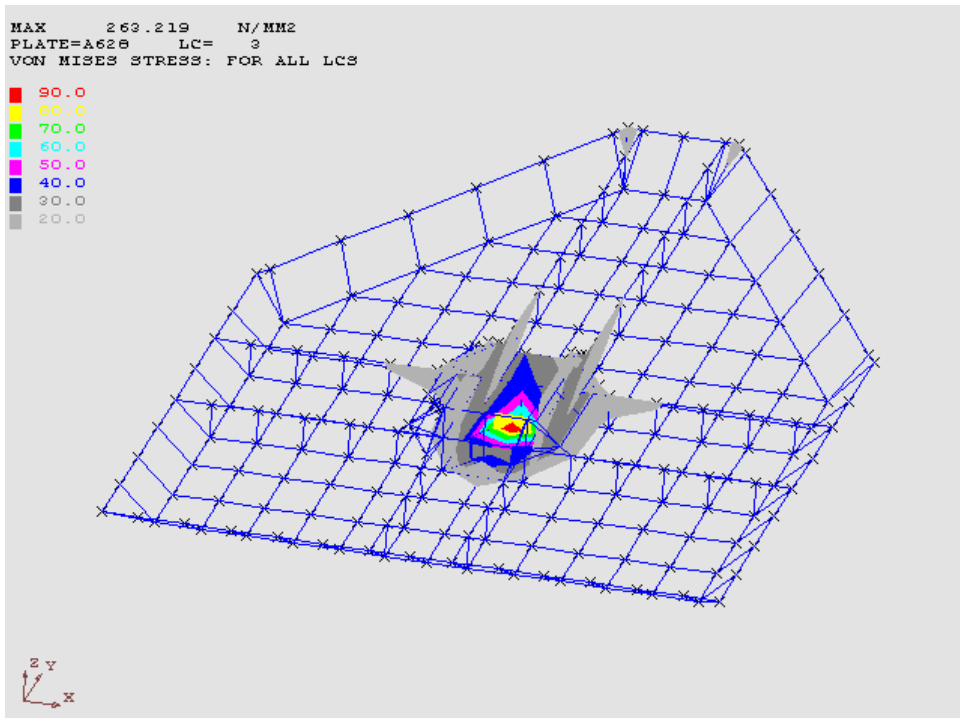 MAX 263.219 N/MM2
PLATE=A628 LC= 3
VON MISES STRESS: FOR ALL LCS
90.0
80.0
70.0
60.0
50.0
40.0
30.0
20.0
Z Y
X